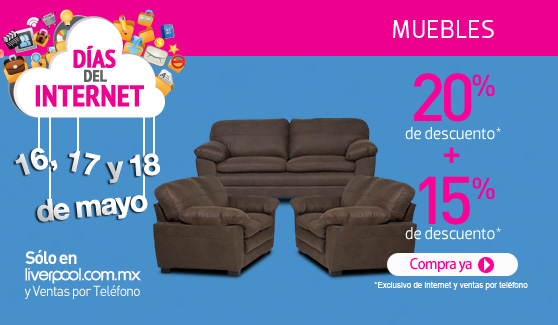 DÍAS
DEL
INTERNET
16, 17 y 18
de mayo
Sólo en
liverpool.com.mx
y Ventas por Teléfono
MUEBLES
20%
de descuento*
+
15%
de descuento*
Compra ya
*Exclusivo de Internet y ventas por teléfono